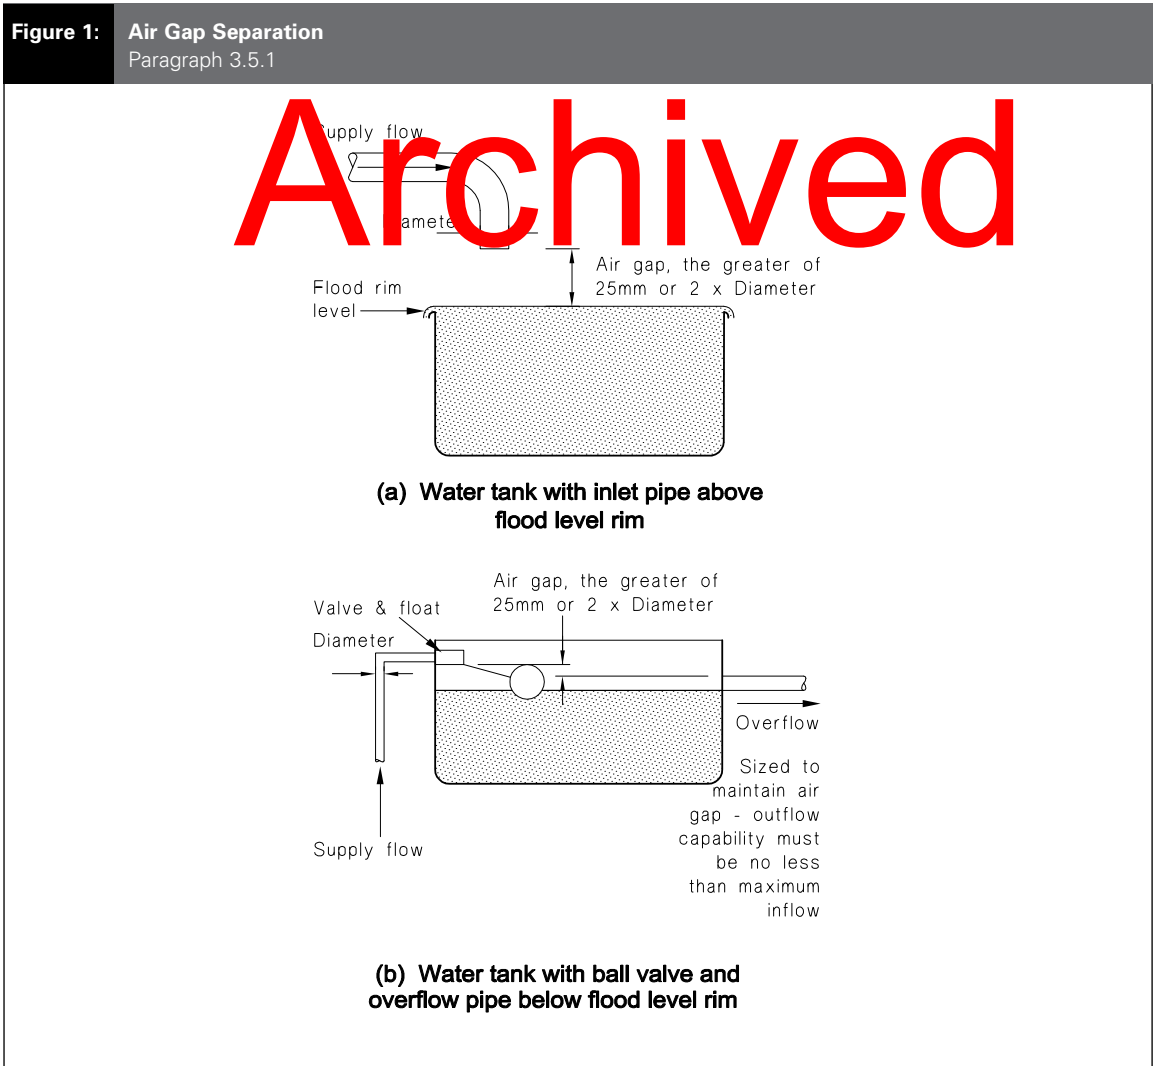 Figure 1:
Air Gap Separation
Paragraph 3.5.1
Archived
Supply flow
Diameter
Air gap, the greater of
25mm or 2 x Diameter
Flood rim
level
(a) Water tank with inlet pipe above
flood level rim
Air gap, the greater of
25mm or 2 x Diameter
Valve & float
Diameter
Overflow
Sized to
maintain air
gap - outflow
capability must
be no less
than maximum
inflow
Supply flow
(b) Water tank with ball valve and
overflow pipe below flood level rim